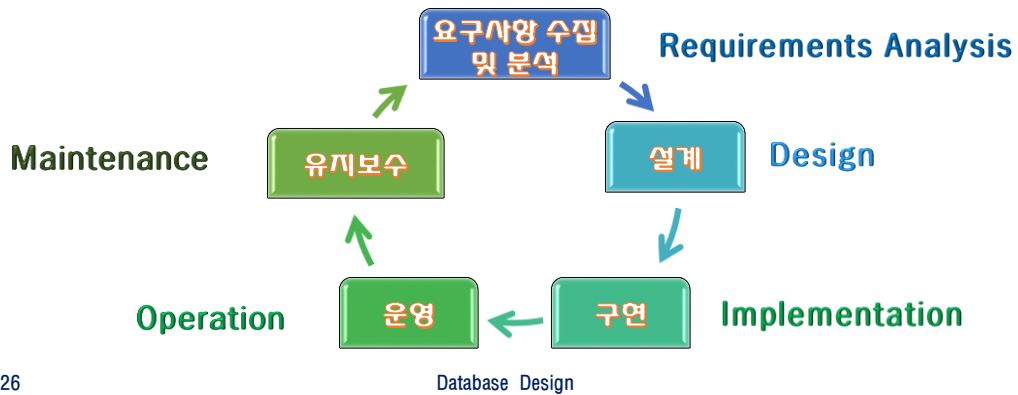 요구사항 수집
및 분석
Requirements Analysis
설계
Design
구현
Implementation
운영
Operation
유지보수
Maintenance
26
Database Design